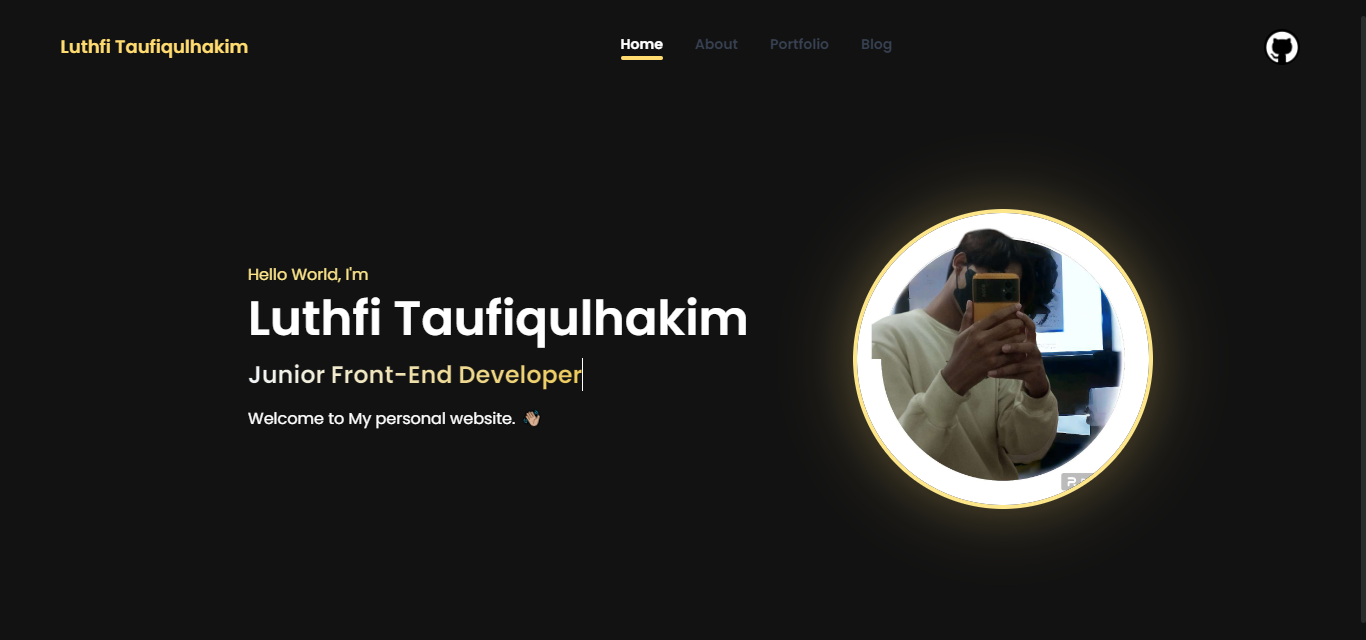 Luthfi Taufiqulhakim
Home About Portfolio Blog
Hello World, I'm
Luthfi Taufiqulhakim
Junior Front-End Developer
Welcome to My personal website. 👋🏽